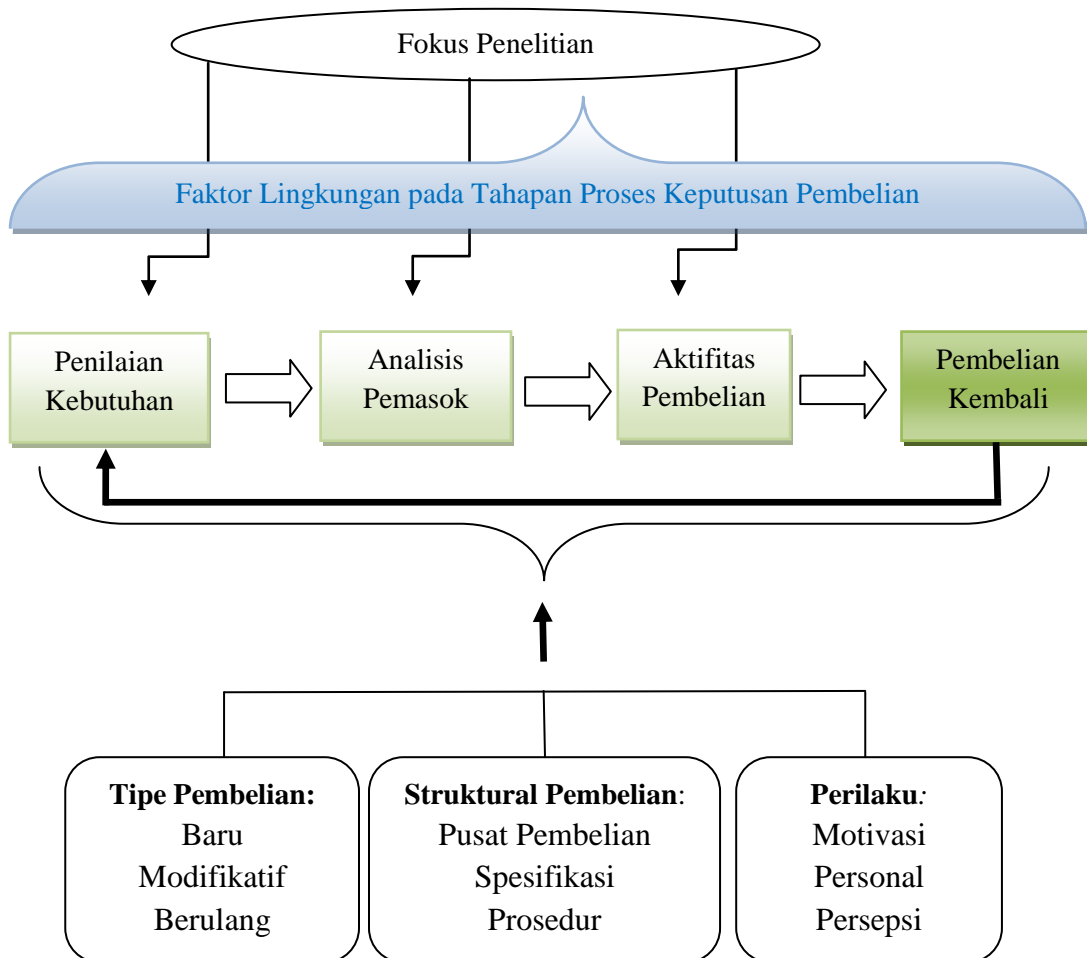 Fokus Penelitian
Faktor Lingkungan pada Tahapan Proses Keputusan Pembelian
Penilaian
Kebutuhan
Analisis
Pemasok
Aktifitas
Pembelian
Pembelian
Kembali
Tipe Pembelian:
Baru
Modifikatif
Berulang
Struktural Pembelian:
Pusat Pembelian
Spesifikasi
Prosedur
Perilaku:
Motivasi
Personal
Persepsi